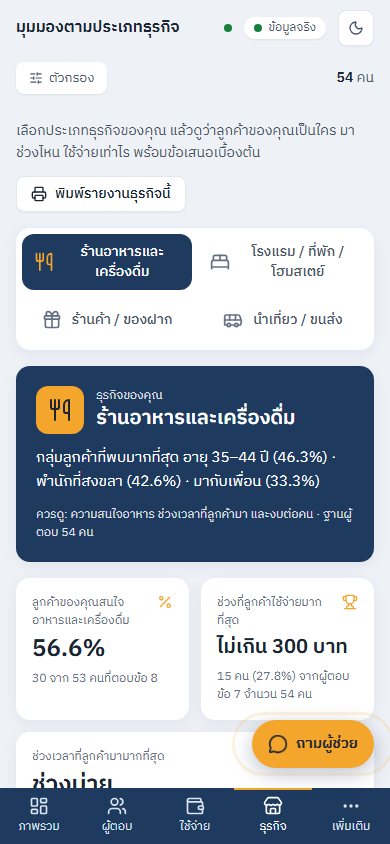 มุมมองตามประเภทธุรกิจ
ข้อมูลจริง
ตัวกรอง
54 คน
เลือกประเภทธุรกิจของคุณ แล้วดูว่าลูกค้าของคุณเป็นใคร มา
ช่วงไหน ใช้จ่ายเท่าไร พร้อมข้อเสนอเบื้องต้น
พิมพ์รายงานธุรกิจนี้
ร้านอาหารและ
เครื่องดื่ม
โรงแรม / ที่พัก /
โฮมสเตย์
ร้านค้า / ของฝาก
นำเที่ยว / ขนส่ง
ธุรกิจของคุณ
ร้านอาหารและเครื่องดื่ม
กลุ่มลูกค้าที่พบมากที่สุด อายุ 35–44 ปี (46.3%) ·
พำนักที่สงขลา (42.6%) · มากับเพื่อน (33.3%)
ควรดู: ความสนใจอาหาร ช่วงเวลาที่ลูกค้ามา และงบต่อคน · ฐานผู้
ตอบ 54 คน
ลูกค้าของคุณสนใจ
อาหารและเครื่องดื่ม
56.6%
30 จาก 53 คนที่ตอบข้อ 8
ช่วงที่ลูกค้าใช้จ่ายมาก
ที่สุด
ไม่เกิน 300 บาท
15 คน (27.8%) จากผู้ตอบ
ข้อ 7 จำนวน 54 คน
ช่วงเวลาที่ลูกค้ามามากที่สุด
ช่วงบ่าย
ถามผู้ช่วย
ภาพรวม
ผู้ตอบ
ใช้จ่าย
ธุรกิจ
เพิ่มเติม